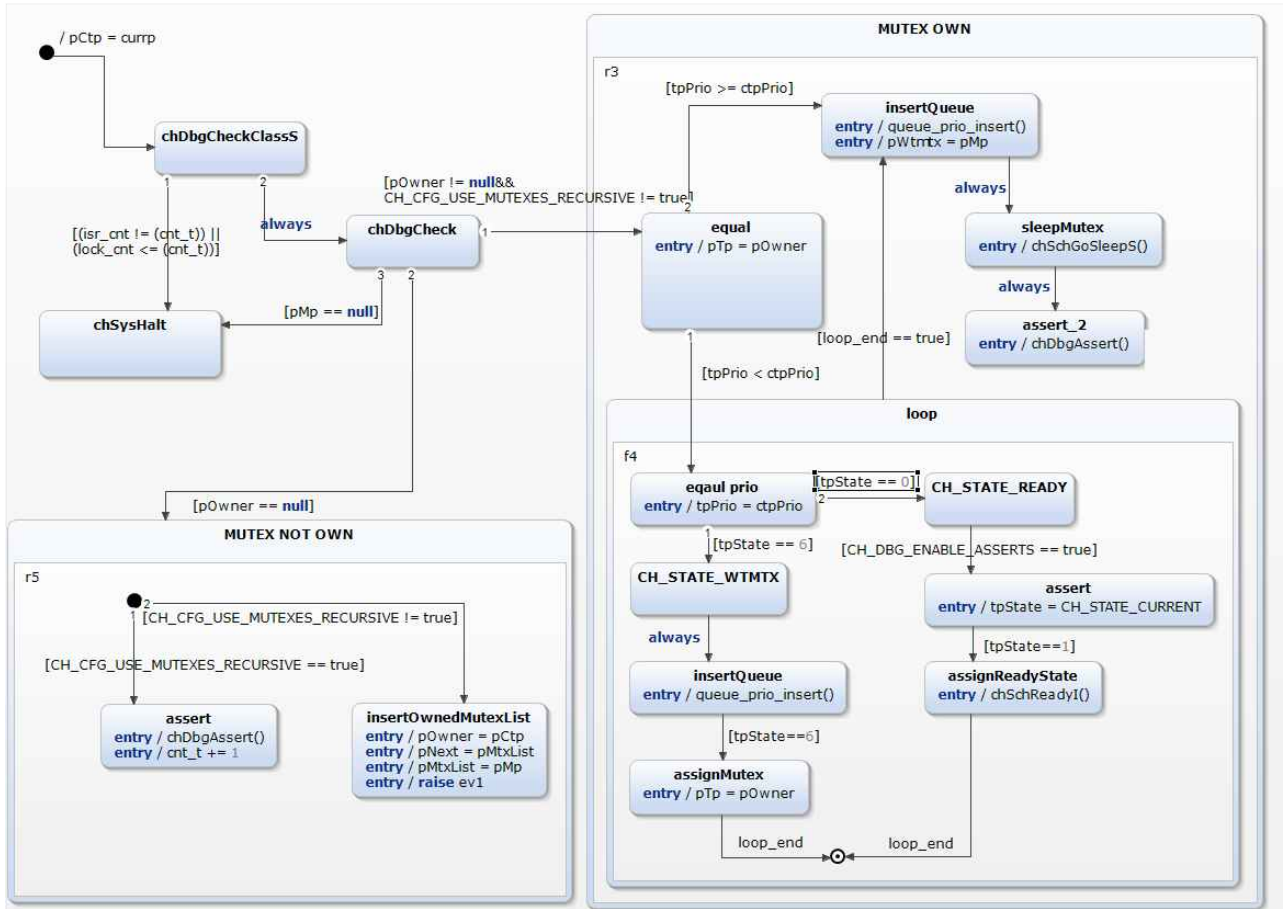 / pCtp = currp
chDbgCheckClassS
1
2
[(isr_cnt != (cnt_t)) ||
(lock_cnt <= (cnt_t))]
always
chDbgCheck
1
3
2
[pMp == null]
chSysHalt
[pOwner != null&&
CH_CFG_USE_MUTEXES_RECURSIVE != true]
[pOwner == null]
MUTEX NOT OWN
r5
1
2
[CH_CFG_USE_MUTEXES_RECURSIVE != true]
[CH_CFG_USE_MUTEXES_RECURSIVE == true]
assert
entry / chDbgAssert()
entry / cnt_t += 1
insertOwnedMutexList
entry / pOwner = pCtp
entry / pNext = pMtxList
entry / pMtxList = pMp
entry / raise ev1
MUTEX OWN
r3
[tpPrio >= ctpPrio]
insertQueue
entry / queue_prio_insert()
entry / pWtmtx = pMp
always
2
equal
entry / pTp = pOwner
1
sleepMutex
entry / chSchGoSleepS()
always
assert_2
entry / chDbgAssert()
[loop_end == true]
[tpPrio < ctpPrio]
loop
f4
eqaul prio
entry / tpPrio = ctpPrio
1
2
[tpState == 0]
CH_STATE_READY
[tpState == 6]
[CH_DBG_ENABLE_ASSERTS == true]
CH_STATE_WTMTX
assert
entry / tpState = CH_STATE_CURRENT
always
[tpState==1]
insertQueue
entry / queue_prio_insert()
assignReadyState
entry / chSchReadyI()
[tpState==6]
assignMutex
entry / pTp = pOwner
loop_end
loop_end